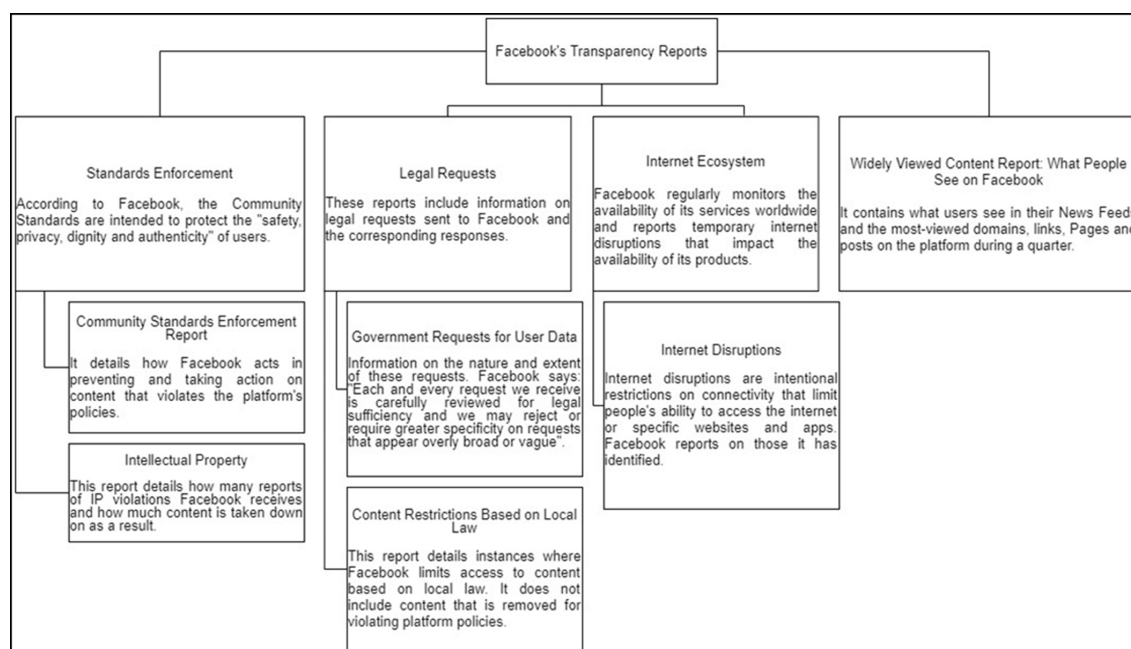 Facebook's Transparency Reports
Standards Enforcement
According to Facebook, the Community
Standards are intended to protect the "safety,
privacy, dignity and authenticity" of users.
Community Standards Enforcement
Report
It details how Facebook acts in
preventing and taking action on
content that violates the platform's
policies.
Intellectual Property
This report details how many reports
of IP violations Facebook receives
and how much content is taken down
on as a result.
Legal Requests
These reports include information on
legal requests sent to Facebook and
the corresponding responses.
Government Requests for User Data
Information on the nature and extent
of these requests. Facebook says:
"Each and every request we receive
is carefully reviewed for legal
sufficiency and we may reject or
require greater specificity on requests
that appear overly broad or vague".
Content Restrictions Based on Local
Law
This report details instances where
Facebook limits access to content
based on local law. It does not
include content that is removed for
violating platform policies.
Internet Ecosystem
Facebook regularly monitors the
availability of its services worldwide
and reports temporary internet
disruptions that impact the
availability of its products.
Internet Disruptions
Internet disruptions are intentional
restrictions on connectivity that limit
people's ability to access the internet
or specific websites and apps.
Facebook reports on those it has
identified.
Widely Viewed Content Report: What People
See on Facebook
It contains what users see in their News Feeds
and the most-viewed domains, links, Pages and
posts on the platform during a quarter.